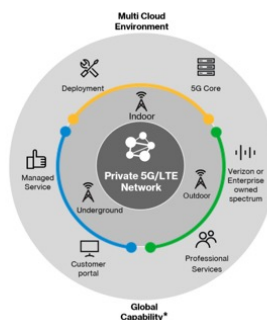 Multi Cloud
Environment
Deployment
5G Core
Indoor
Managed
Service
Private 5G/LTE
Network
Verizon or
Enterprise
owned
spectrum
Underground
Outdoor
Customer
portal
Professional
Services
Global
Capability*